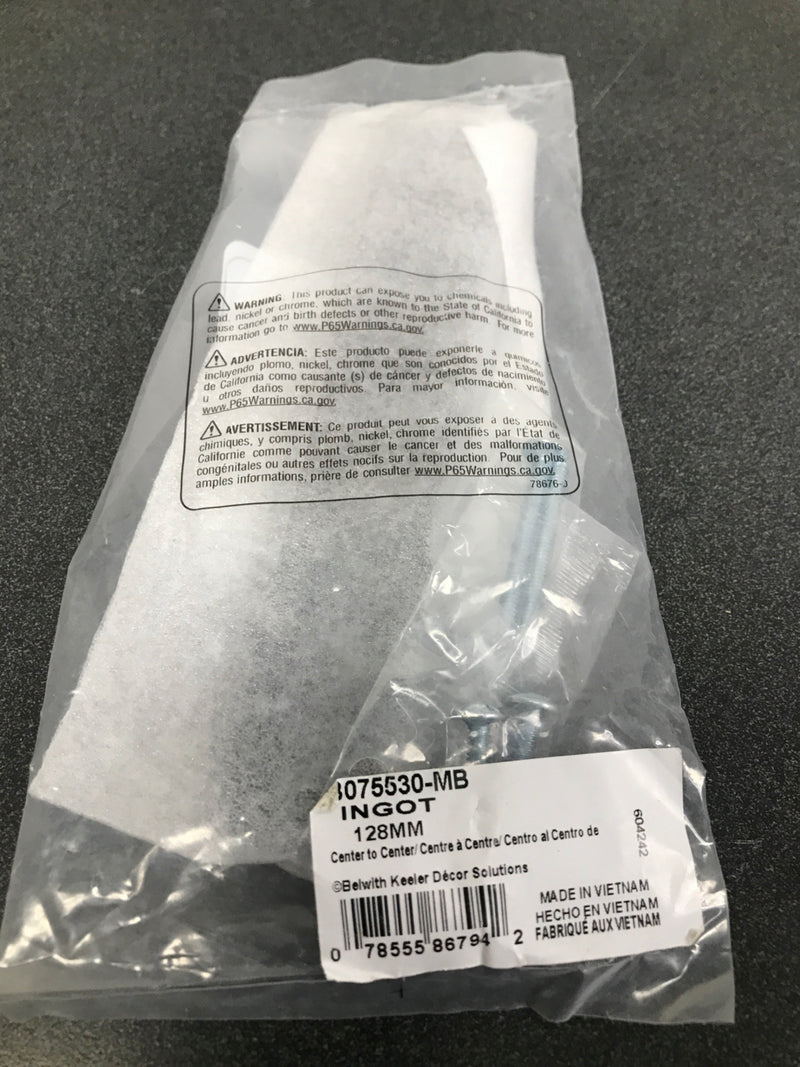 WARNING: This product can expose you to chemicals including
lead, nickel or chrome, which are known to the State of California to
cause cancer and birth defects or other reproductive harm. For more
information go to www.P65Warnings.ca.gov.
ADVERTENCIA: Este producto puede exponerle a químicos
incluyendo plomo, nickel, chrome que son conocidos por el Estado
de California como causante (s) de cáncer y defectos de nacimiento
u otros daños reproductivos. Para mayor información, visite
www.P65Warnings.ca.gov.
AVERTISSEMENT: Ce produit peut vous exposer à des agents
chimiques, y compris plomb, nickel, chrome identifiés par l'État de
Californie comme pouvant causer le cancer et des malformations
congénitales ou autres effets nocifs sur la reproduction. Pour de plus
amples informations, prière de consulter www.P65Warnings.ca.gov.
78676-J
075530-MB
INGOT
128MM
Center to Center/ Centre à Centre/ Centro al Centro de
604242
©Belwith Keeler Décor Solutions
MADE IN VIETNAM
HECHO EN VIETNAM
FABRIQUÉ AUX VIETNAM
0 78555 86794 2